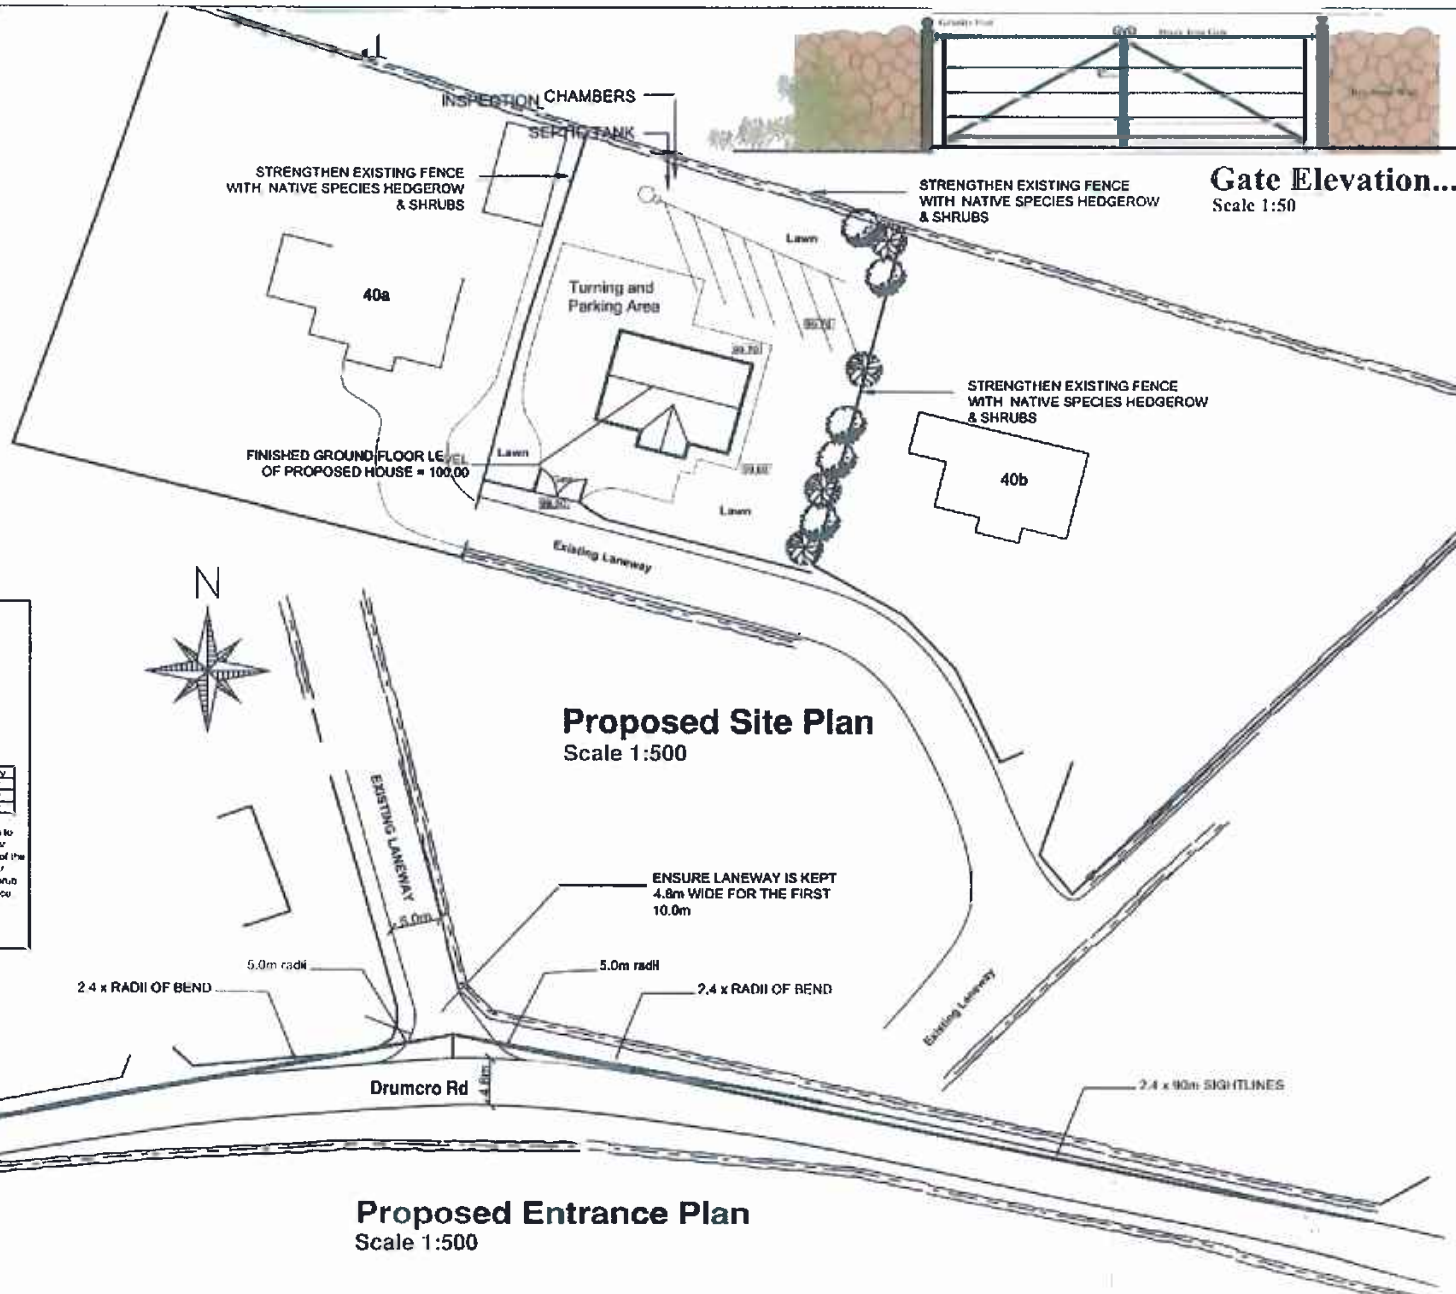 Granite Post
INSPECTION CHAMBERS
SEPTIC TANK
STRENGTHEN EXISTING FENCE
WITH NATIVE SPECIES HEDGEROW
& SHRUBS
STRENGTHEN EXISTING FENCE
WITH NATIVE SPECIES HEDGEROW
& SHRUBS
Gate Elevation...
Scale 1:50
Lawn
40a
Turning and
Parking Area
STRENGTHEN EXISTING FENCE
WITH NATIVE SPECIES HEDGEROW
& SHRUBS
FINISHED GROUND FLOOR LEVEL
OF PROPOSED HOUSE = 100.00
Lawn
40b
Lawn
Existing Laneway
N
Proposed Site Plan
Scale 1:500
EXISTING LANEWAY
of the
ENSURE LANEWAY IS KEPT
4.8m WIDE FOR THE FIRST
10.0m
5.0m
5.0m radii
5.0m radii
2.4 x RADII OF BEND
2.4 x RADII OF BEND
Existing Laneway
Drumcro Rd
4.8m
2.4 x 90m SIGHTLINES
Proposed Entrance Plan
Scale 1:500